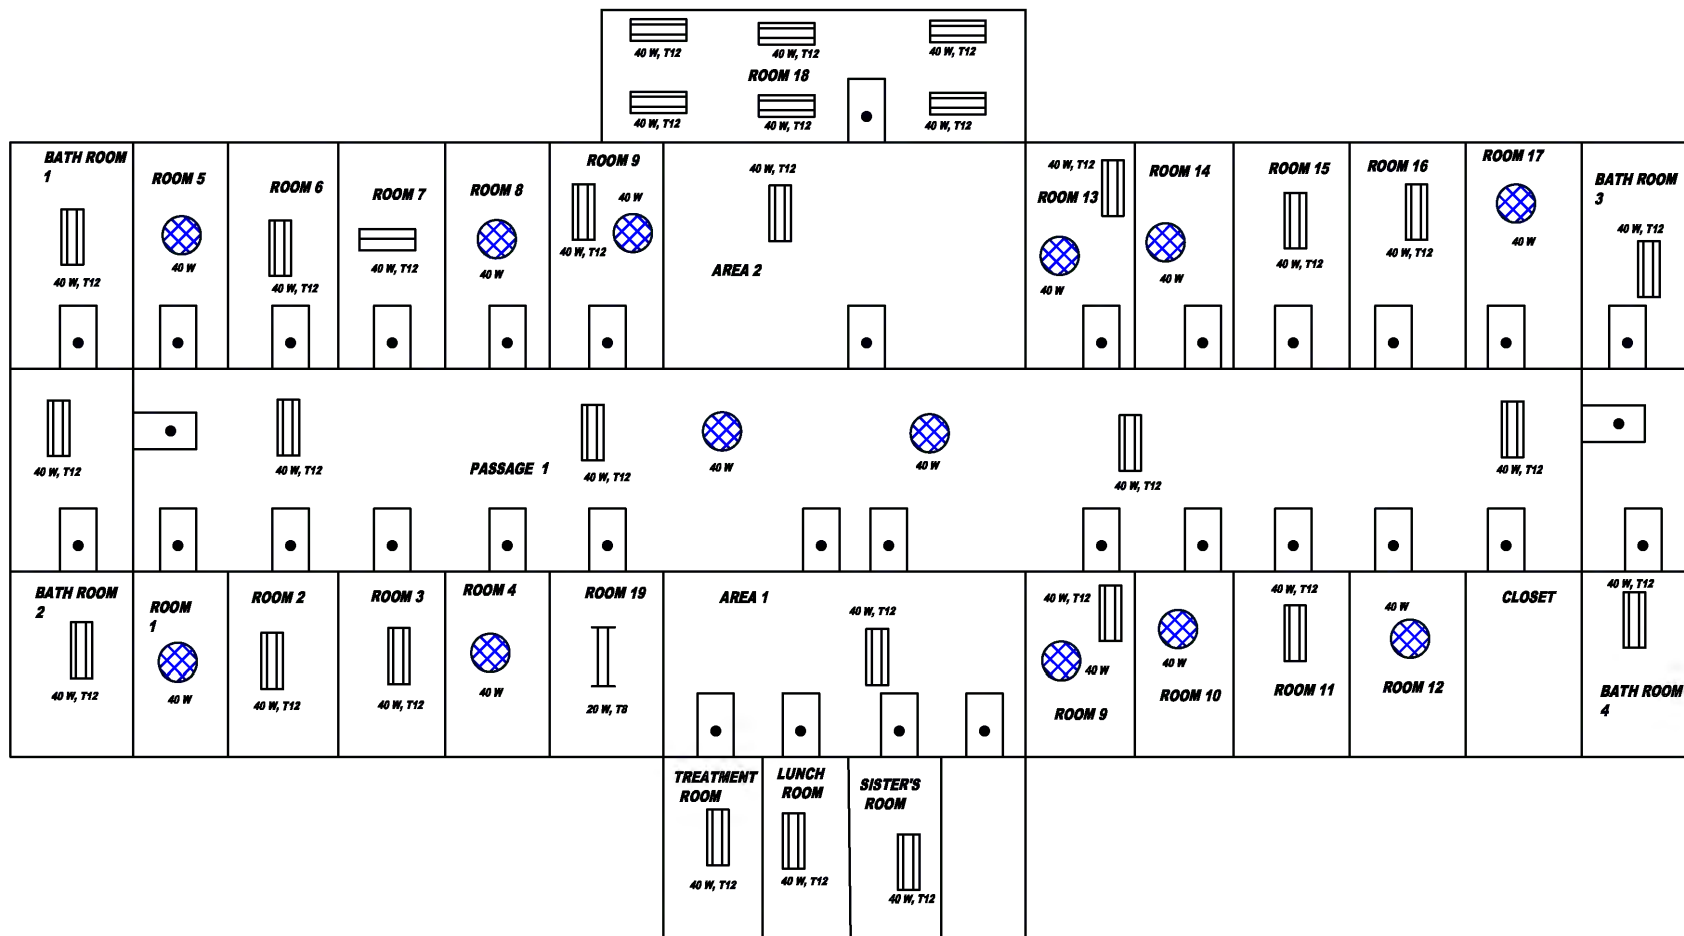 40 W, T12
40 W, T12
40 W, T12
ROOM 18
40 W, T12
40 W, T12
40 W, T12
BATH ROOM
1
40 W, T12
ROOM 5
40 W
ROOM 6
40 W, T12
ROOM 7
40 W, T12
ROOM 8
40 W
ROOM 9
40 W
40 W, T12
40 W, T12
AREA 2
40 W, T12
ROOM 13
40 W
ROOM 14
40 W
ROOM 15
40 W, T12
ROOM 16
40 W, T12
ROOM 17
40 W
BATH ROOM
3
40 W, T12
40 W, T12
40 W, T12
PASSAGE 1
40 W, T12
40 W
40 W
40 W, T12
40 W, T12
BATH ROOM
2
40 W, T12
ROOM
1
40 W
ROOM 2
40 W, T12
ROOM 3
40 W, T12
ROOM 4
40 W
ROOM 19
20 W, T8
AREA 1
40 W, T12
40 W, T12
40 W
ROOM 9
40 W
ROOM 10
40 W, T12
ROOM 11
40 W
ROOM 12
CLOSET
40 W, T12
BATH ROOM
4
TREATMENT
ROOM
40 W, T12
LUNCH
ROOM
40 W, T12
SISTER'S
ROOM
40 W, T12